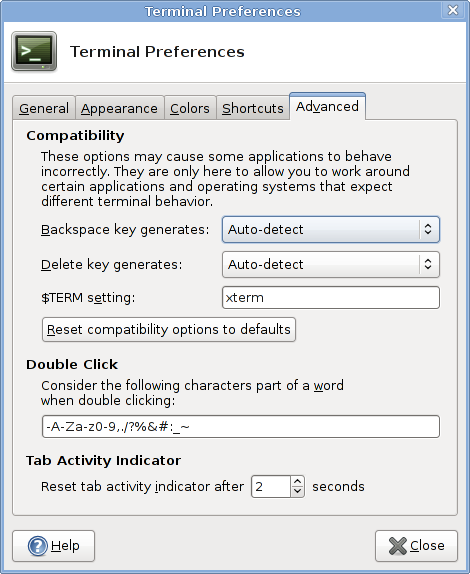 Terminal Preferences
Terminal Preferences
General Appearance Colors Shortcuts Advanced
Compatibility
These options may cause some applications to behave
incorrectly. They are only here to allow you to work around
certain applications and operating systems that expect
different terminal behavior.
Backspace key generates: Auto-detect
Delete key generates: Auto-detect
$TERM setting: xterm
Reset compatibility options to defaults
Double Click
Consider the following characters part of a word
when double clicking:
-A-Za-z0-9,./?%&#:_~
Tab Activity Indicator
Reset tab activity indicator after 2 seconds
Help Close